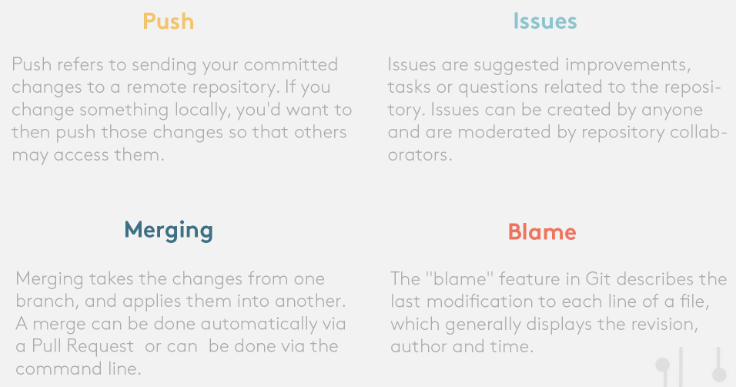 Push
Push refers to sending your committed
changes to a remote repository. If you
change something locally, you'd want to
then push those changes so that others
may access them.
Issues
Issues are suggested improvements,
tasks or questions related to the reposi-
tory. Issues can be created by anyone
and are moderated by repository collab-
orators.
Merging
Merging takes the changes from one
branch, and applies them into another.
A merge can be done automatically via
a Pull Request  or can  be done via the
command line.
Blame
The "blame" feature in Git describes the
last modification to each line of a file,
which generally displays the revision,
author and time.